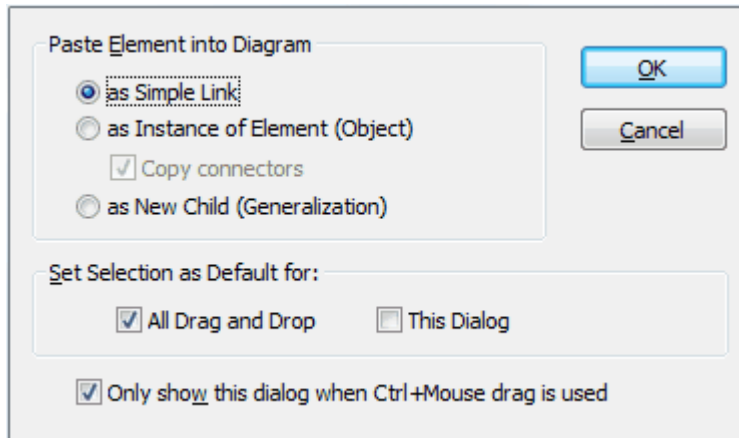 Paste Element into Diagram
as Simple Link
as Instance of Element (Object)
Copy connectors
as New Child (Generalization)
OK
Cancel
Set Selection as Default for:
All Drag and Drop
This Dialog
Only show this dialog when Ctrl+Mouse drag is used